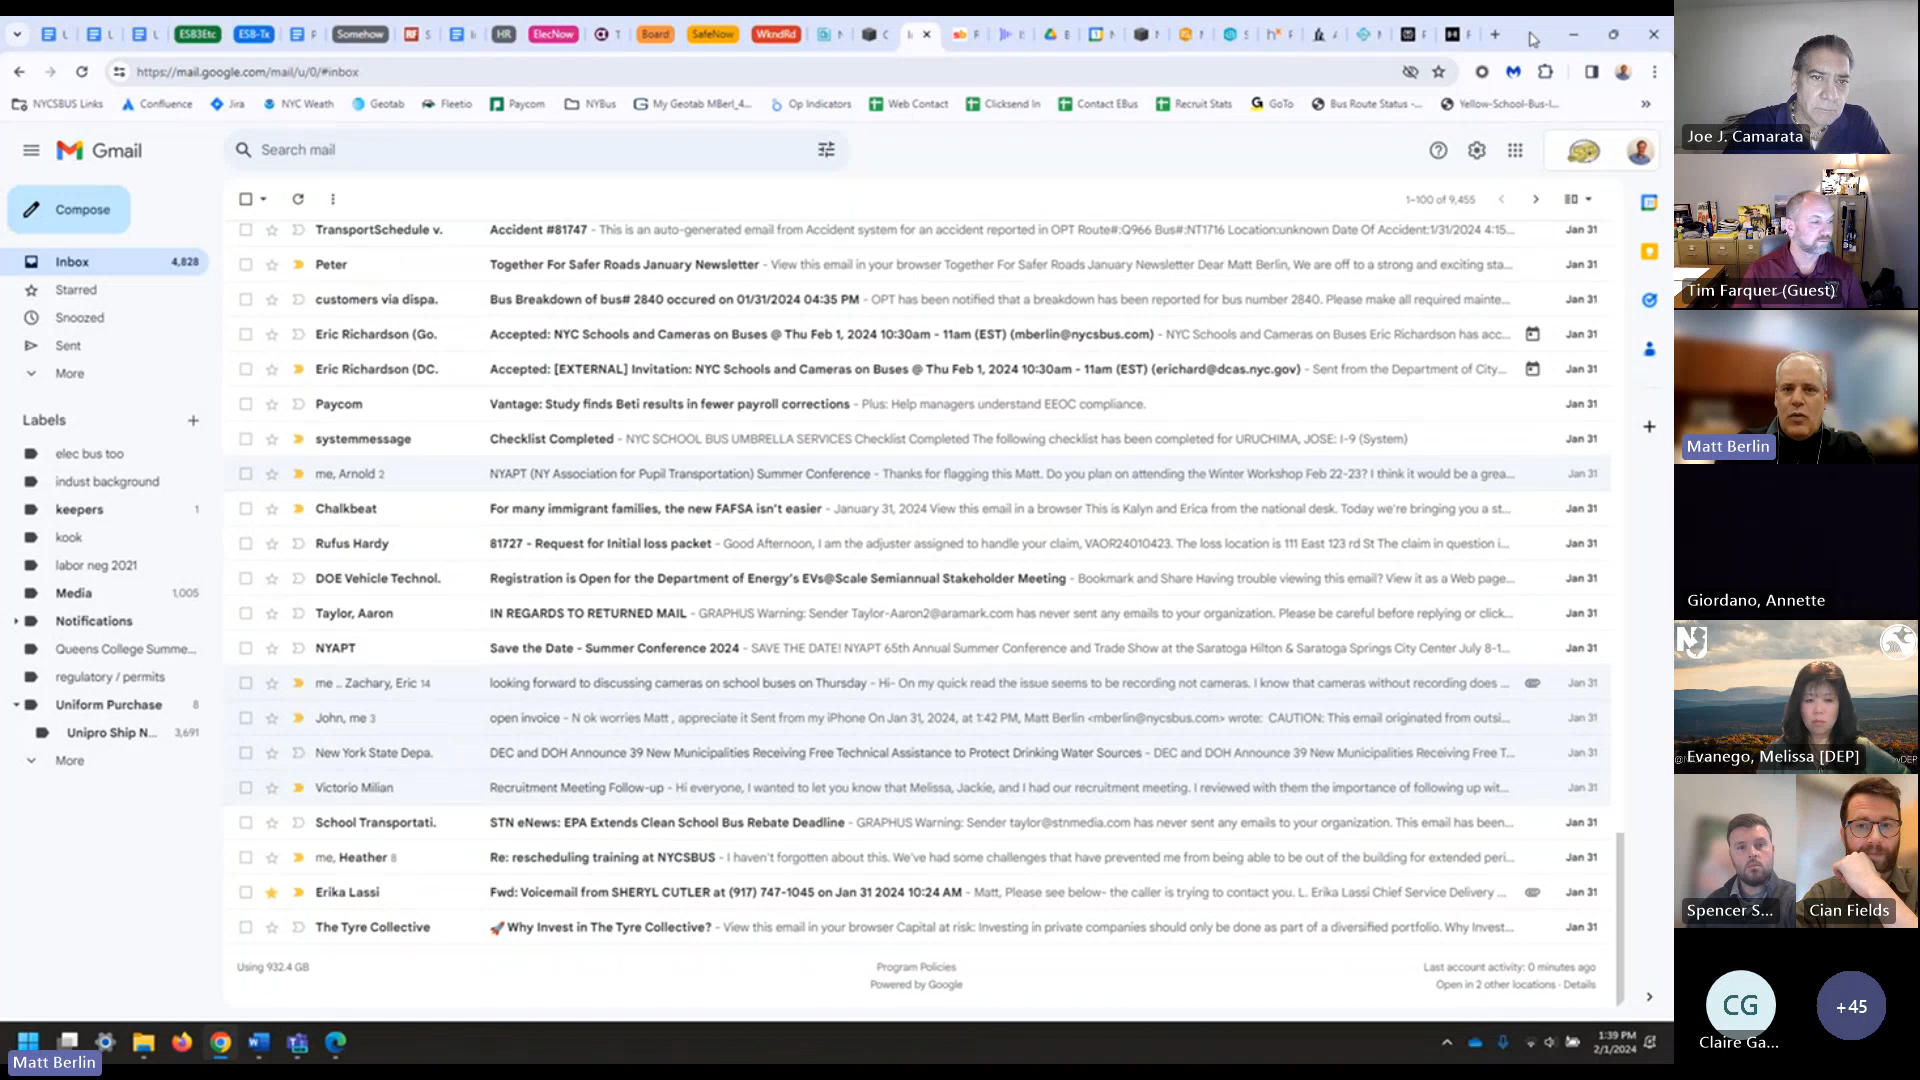 ESB3Etc ESB-Tx Somehow HR ElecNow Board SafeNow WkndRd
https://mail.google.com/mail/u/0/#inbox
NYCSBUS Links Confluence Jira NYC Weath Geotab Fleetio Paycom NYBus My Geotab MBerl_4... Op Indicators Web Contact Clicksend In Contact EBus Recruit Stats GoTo Bus Route Status -... Yellow-School-Bus-I... »
Gmail Search mail
Compose
1-100 of 9,455
Inbox 4,828
Starred
Snoozed
Sent
More
Labels
elec bus too
indust background
keepers 1
kook
labor neg 2021
Media 1,005
Notifications
Queens College Summe...
regulatory / permits
Uniform Purchase 8
Unipro Ship N... 3,691
More
TransportSchedule v. Accident #81747 - This is an auto-generated email from Accident system for an accident reported in OPT Route#:Q966 Bus#:NT1716 Location:unknown Date Of Accident:1/31/2024 4:15... Jan 31
Peter Together For Safer Roads January Newsletter - View this email in your browser Together For Safer Roads January Newsletter Dear Matt Berlin, We are off to a strong and exciting sta... Jan 31
customers via dispa. Bus Breakdown of bus# 2840 occured on 01/31/2024 04:35 PM - OPT has been notified that a breakdown has been reported for bus number 2840. Please make all required mainte... Jan 31
Eric Richardson (Go. Accepted: NYC Schools and Cameras on Buses @ Thu Feb 1, 2024 10:30am - 11am (EST) (mberlin@nycsbus.com) - NYC Schools and Cameras on Buses Eric Richardson has acc... Jan 31
Eric Richardson (DC. Accepted: [EXTERNAL] Invitation: NYC Schools and Cameras on Buses @ Thu Feb 1, 2024 10:30am - 11am (EST) (erichard@dcas.nyc.gov) - Sent from the Department of City... Jan 31
Paycom Vantage: Study finds Beti results in fewer payroll corrections - Plus: Help managers understand EEOC compliance. Jan 31
systemmessage Checklist Completed - NYC SCHOOL BUS UMBRELLA SERVICES Checklist Completed The following checklist has been completed for URUCHIMA, JOSE: I-9 (System) Jan 31
me, Arnold 2 NYAPT (NY Association for Pupil Transportation) Summer Conference - Thanks for flagging this Matt. Do you plan on attending the Winter Workshop Feb 22-23? I think it would be a grea... Jan 31
Chalkbeat For many immigrant families, the new FAFSA isn't easier - January 31, 2024 View this email in a browser This is Kalyn and Erica from the national desk. Today we're bringing you a st... Jan 31
Rufus Hardy 81727 - Request for Initial loss packet - Good Afternoon, I am the adjuster assigned to handle your claim, VAOR24010423. The loss location is 111 East 123 rd St The claim in question i... Jan 31
DOE Vehicle Technol. Registration is Open for the Department of Energy's EVs@Scale Semiannual Stakeholder Meeting - Bookmark and Share Having trouble viewing this email? View it as a Web page... Jan 31
Taylor, Aaron IN REGARDS TO RETURNED MAIL - GRAPHUS Warning: Sender Taylor-Aaron2@aramark.com has never sent any emails to your organization. Please be careful before replying or click... Jan 31
NYAPT Save the Date - Summer Conference 2024 - SAVE THE DATE! NYAPT 65th Annual Summer Conference and Trade Show at the Saratoga Hilton & Saratoga Springs City Center July 8-1... Jan 31
me .. Zachary, Eric 14 looking forward to discussing cameras on school buses on Thursday - Hi- On my quick read the issue seems to be recording not cameras. I know that cameras without recording does ... Jan 31
John, me 3 open invoice - N ok worries Matt , appreciate it Sent from my iPhone On Jan 31, 2024, at 1:42 PM, Matt Berlin <mberlin@nycsbus.com> wrote: CAUTION: This email originated from outsi... Jan 31
New York State Depa. DEC and DOH Announce 39 New Municipalities Receiving Free Technical Assistance to Protect Drinking Water Sources - DEC and DOH Announce 39 New Municipalities Receiving Free T... Jan 31
Victorio Milian Recruitment Meeting Follow-up - Hi everyone, I wanted to let you know that Melissa, Jackie, and I had our recruitment meeting. I reviewed with them the importance of following up wit... Jan 31
School Transportati. STN eNews: EPA Extends Clean School Bus Rebate Deadline - GRAPHUS Warning: Sender taylor@stnmedia.com has never sent any emails to your organization. This email has been... Jan 31
me, Heather 8 Re: rescheduling training at NYCSBUS - I haven't forgotten about this. We've had some challenges that have prevented me from being able to be out of the building for extended peri... Jan 31
Erika Lassi Fwd: Voicemail from SHERYL CUTLER at (917) 747-1045 on Jan 31 2024 10:24 AM - Matt, Please see below- the caller is trying to contact you. L. Erika Lassi Chief Service Delivery ... Jan 31
The Tyre Collective 🚀 Why Invest in The Tyre Collective? - View this email in your browser Capital at risk: Investing in private companies should only be done as part of a diversified portfolio. Why Invest... Jan 31
Using 932.4 GB Program Policies Last account activity: 0 minutes ago
Powered by Google Open in 2 other locations · Details
1:39 PM
2/1/2024
Matt Berlin
Joe J. Camarata
Tim Farquer (Guest)
Matt Berlin
Giordano, Annette
NJ
Evanego, Melissa [DEP]
Spencer S... Cian Fields
CG +45
Claire Ga...